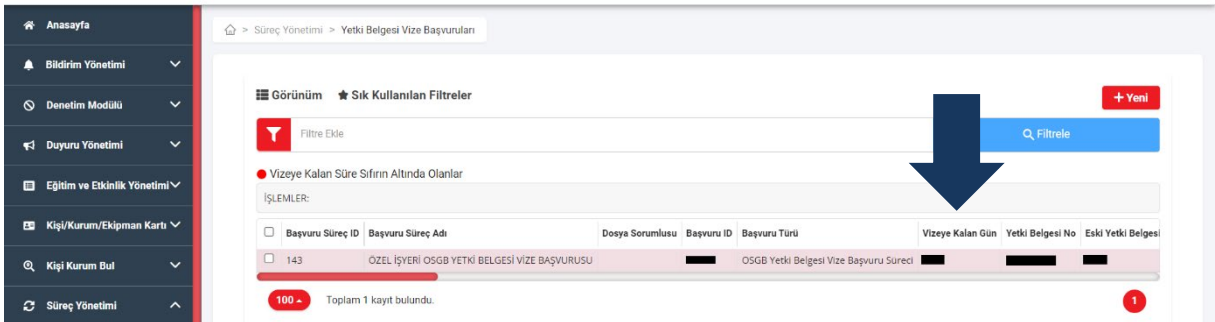 Anasayfa
Bildirim Yönetimi
Denetim Modülü
Duyuru Yönetimi
Eğitim ve Etkinlik Yönetimi
Kişi/Kurum/Ekipman Kartı
Kişi Kurum Bul
Süreç Yönetimi
> Süreç Yönetimi > Yetki Belgesi Vize Başvuruları
Görünüm Sık Kullanılan Filtreler
+ Yeni
Filtre Ekle
Filtrele
Vizeye Kalan Süre Sıfırın Altında Olanlar
İŞLEMLER:
Başvuru Süreç ID Başvuru Süreç Adı Dosya Sorumlusu Başvuru ID Başvuru Türü Vizeye Kalan Gün Yetki Belgesi No Eski Yetki Belgesi
143 ÖZEL İŞYERİ OSGB YETKİ BELGESİ VİZE BAŞVURUSU OSGB Yetki Belgesi Vize Başvuru Süreci
100 Toplam 1 kayıt bulundu. 1